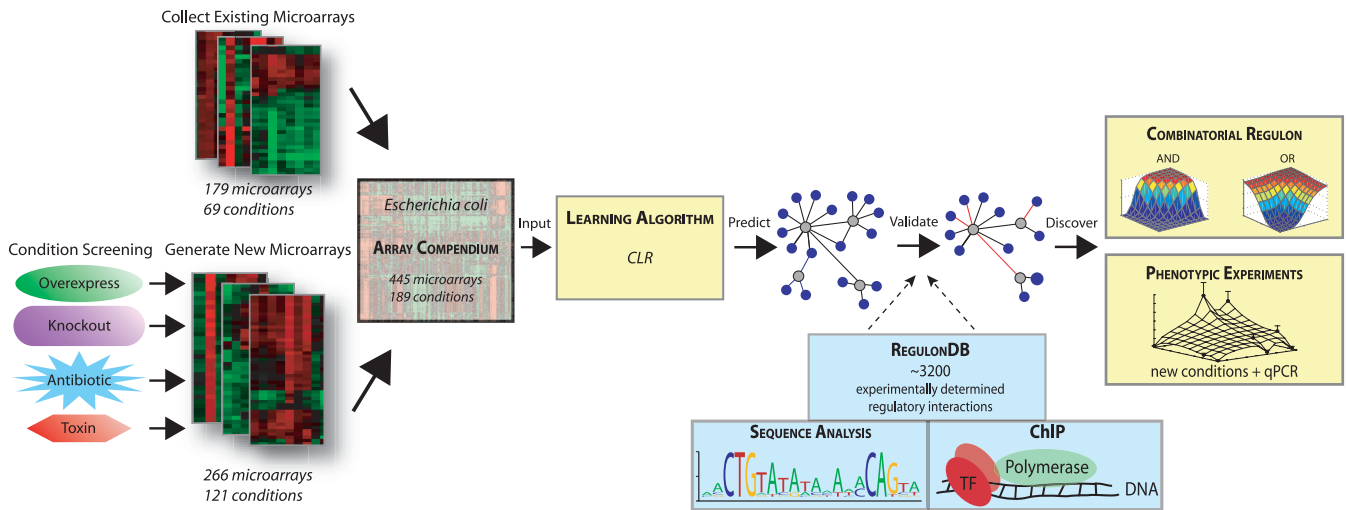 Collect Existing Microarrays
179 microarrays
69 conditions
Condition Screening
Overexpress
Knockout
Antibiotic
Toxin
Generate New Microarrays
266 microarrays
121 conditions
Escherichia coli
ARRAY COMPENDIUM
445 microarrays
189 conditions
Input
LEARNING ALGORITHM
CLR
Predict
Validate
Discover
COMBINATORIAL REGULON
AND
OR
PHENOTYPIC EXPERIMENTS
new conditions + qPCR
REGULONDB
~3200
experimentally determined
regulatory interactions
SEQUENCE ANALYSIS
CTGTATATA
CAG
ChIP
TF
Polymerase
DNA